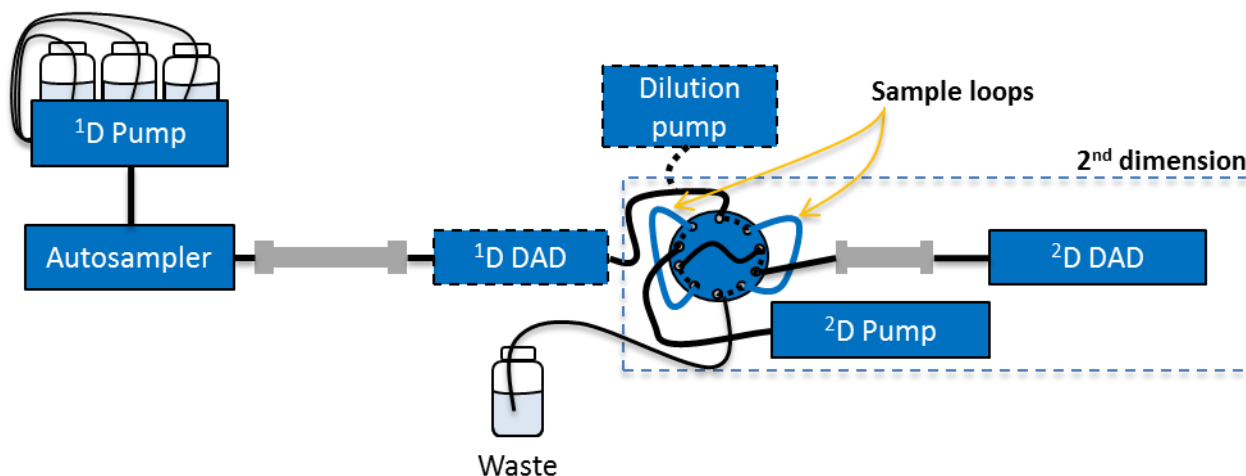 ¹D Pump
Autosampler
¹D DAD
Dilution
pump
Sample loops
2ⁿᵈ dimension
²D DAD
²D Pump
Waste